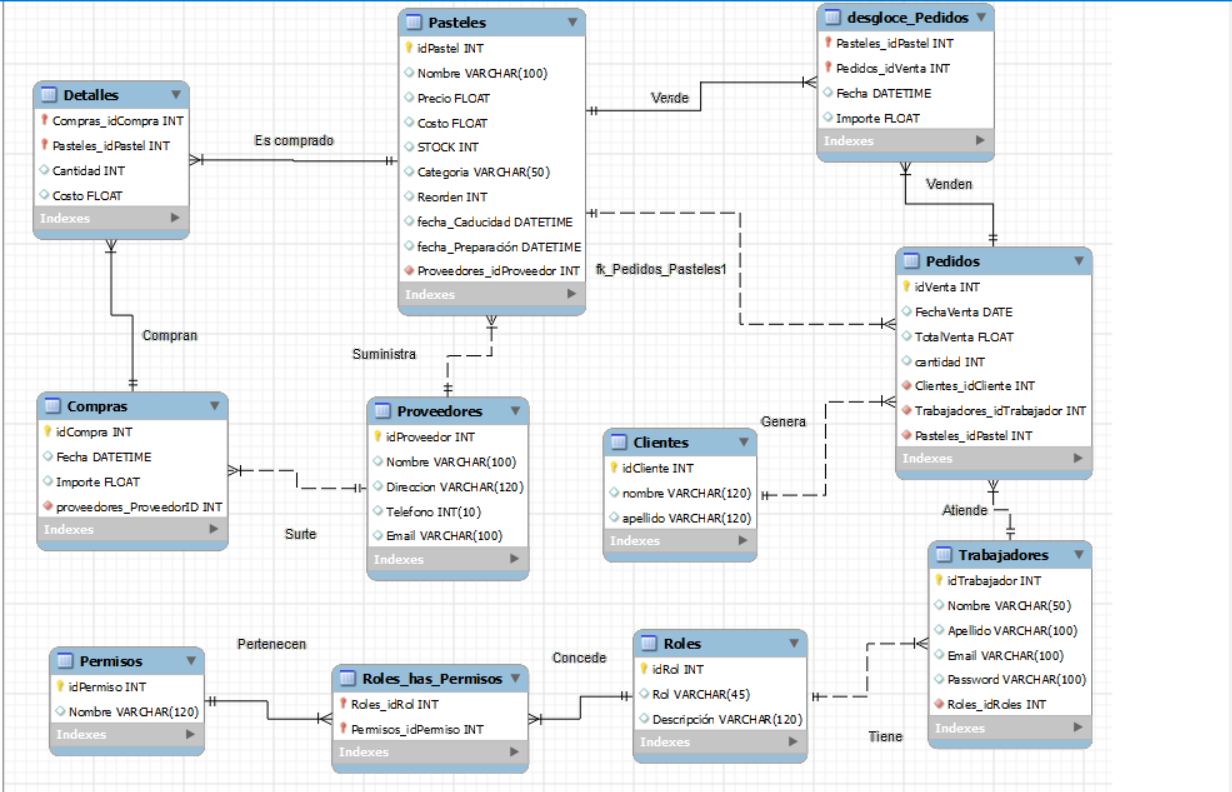 Pasteles
idPastel INT
Nombre VARCHAR(100)
Precio FLOAT
Costo FLOAT
STOCK INT
Categoria VARCHAR(50)
Reorden INT
fecha_Caducidad DATETIME
fecha_Preparación DATETIME
Proveedores_idProveedor INT
Indexes
desgloce_Pedidos
Pasteles_idPastel INT
Pedidos_idVenta INT
Fecha DATETIME
Importe FLOAT
Indexes
Detalles
Compras_idCompra INT
Pasteles_idPastel INT
Cantidad INT
Costo FLOAT
Indexes
Es comprado
Vende
Venden
fk_Pedidos_Pasteles1
Pedidos
idVenta INT
FechaVenta DATE
TotalVenta FLOAT
cantidad INT
Clientes_idCliente INT
Trabajadores_idTrabajador INT
Pasteles_idPastel INT
Indexes
Compran
Suministra
Compras
idCompra INT
Fecha DATETIME
Importe FLOAT
proveedores_ProveedorID INT
Indexes
Surte
Proveedores
idProveedor INT
Nombre VARCHAR(100)
Direccion VARCHAR(120)
Telefono INT(10)
Email VARCHAR(100)
Indexes
Genera
Clientes
idCliente INT
nombre VARCHAR(120)
apellido VARCHAR(120)
Indexes
Atiende
Trabajadores
idTrabajador INT
Nombre VARCHAR(50)
Apellido VARCHAR(100)
Email VARCHAR(100)
Password VARCHAR(100)
Roles_idRoles INT
Indexes
Pertenecen
Concede
Tiene
Permisos
idPermiso INT
Nombre VARCHAR(120)
Indexes
Roles_has_Permisos
Roles_idRol INT
Permisos_idPermiso INT
Indexes
Roles
idRol INT
Rol VARCHAR(45)
Descripción VARCHAR(120)
Indexes